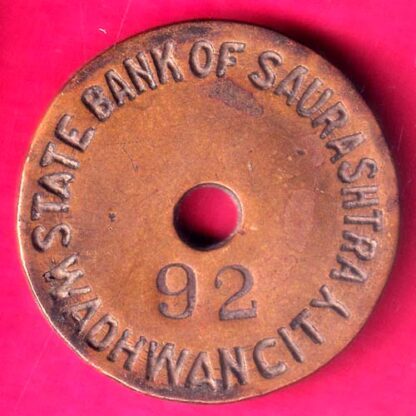 STATE BANK OF SAURASHTRA
92
WADHWANCITY